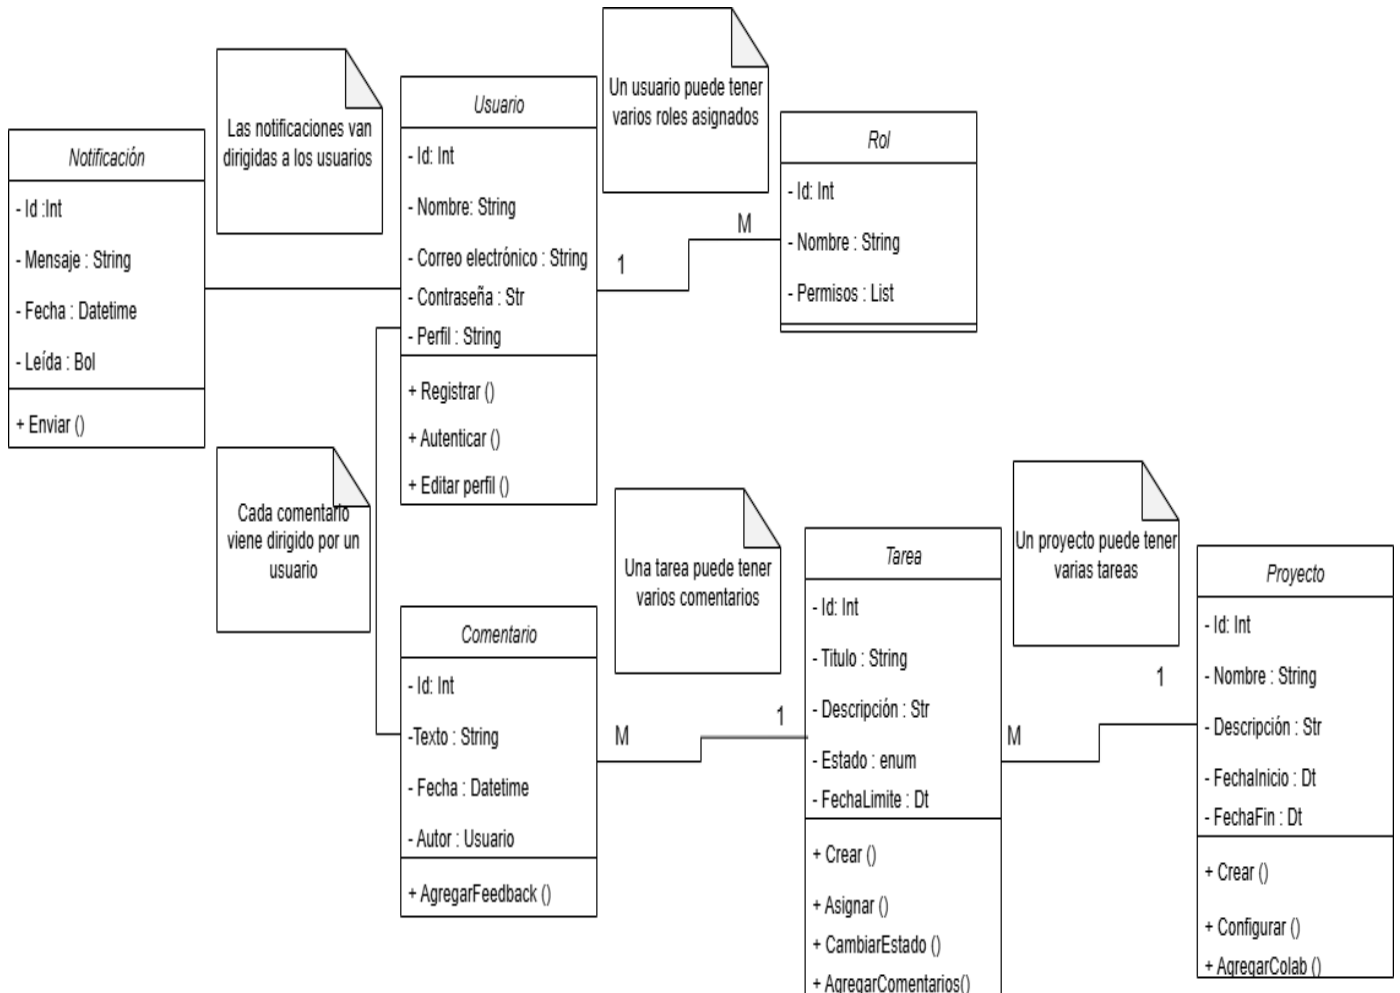 Notificación
- Id :Int
- Mensaje : String
- Fecha : Datetime
- Leída : Bol
+ Enviar ()
Las notificaciones van
dirigidas a los usuarios
Usuario
- Id: Int
- Nombre: String
- Correo electrónico : String
- Contraseña : Str
- Perfil : String
+ Registrar ()
+ Autenticar ()
+ Editar perfil ()
Un usuario puede tener
varios roles asignados
1
M
Rol
- Id: Int
- Nombre : String
- Permisos : List
Cada comentario
viene dirigido por un
usuario
Comentario
- Id: Int
-Texto : String
- Fecha : Datetime
- Autor : Usuario
+ AgregarFeedback ()
Una tarea puede tener
varios comentarios
M
1
Tarea
- Id: Int
- Titulo : String
- Descripción : Str
- Estado : enum
- FechaLimite : Dt
+ Crear ()
+ Asignar ()
+ CambiarEstado ()
+ AgregarComentarios()
Un proyecto puede tener
varias tareas
M
1
Proyecto
- Id: Int
- Nombre : String
- Descripción : Str
- FechaInicio : Dt
- FechaFin : Dt
+ Crear ()
+ Configurar ()
+ AgregarColab ()